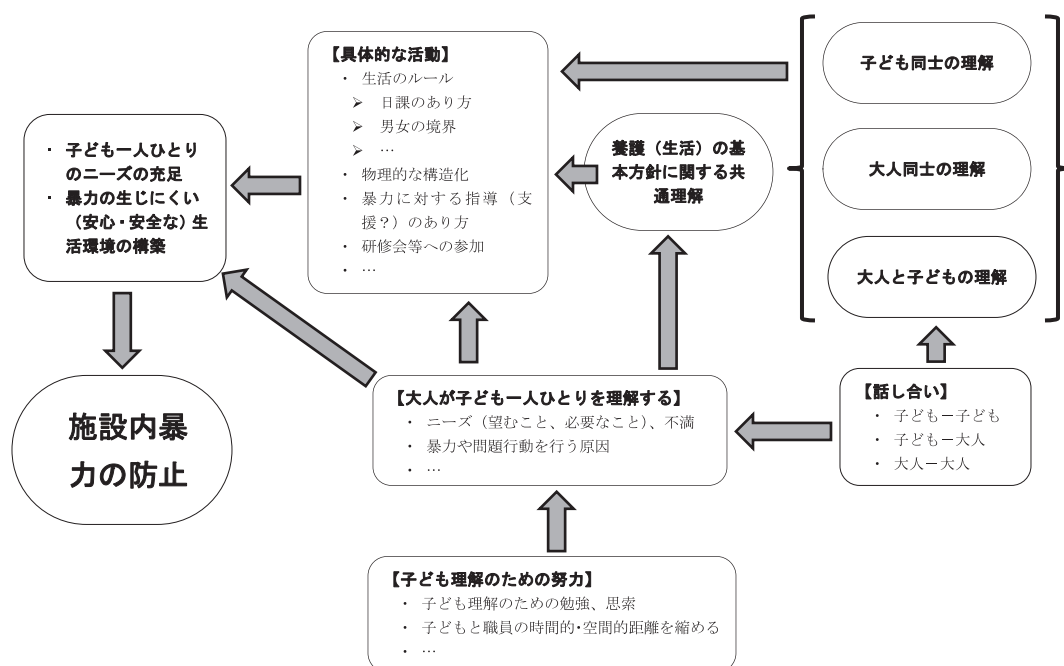 【具体的な活動】
・ 生活のルール
➢ 日課のあり方
➢ 男女の境界
➢ …
・ 物理的な構造化
・ 暴力に対する指導（支
援？）のあり方
・ 研修会等への参加
・ …
・ 子ども一人ひとり
のニーズの充足
・ 暴力の生じにくい
（安心・安全な）生
活環境の構築
養護（生活）の基
本方針に関する共
通理解
子ども同士の理解
大人同士の理解
大人と子どもの理解
施設内暴
力の防止
【大人が子ども一人ひとりを理解する】
・ ニーズ（望むこと、必要なこと）、不満
・ 暴力や問題行動を行う原因
・ …
【話し合い】
・ 子どもー子ども
・ 子どもー大人
・ 大人ー大人
【子ども理解のための努力】
・ 子ども理解のための勉強、思索
・ 子どもと職員の時間的・空間的距離を縮める
・ …